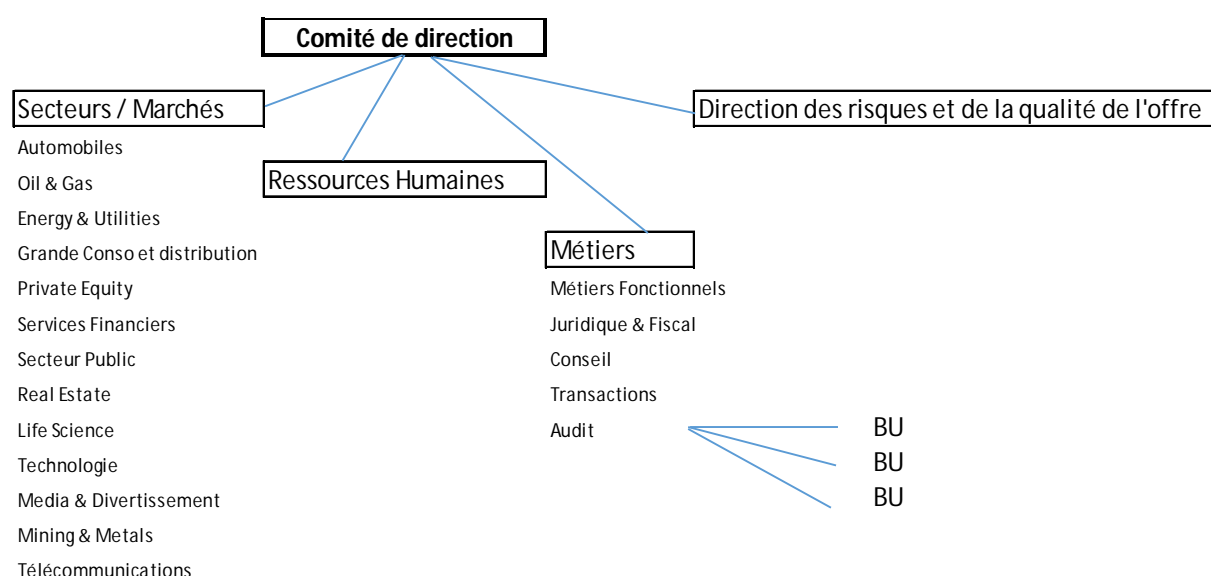 Comité de direction
Secteurs / Marchés
Direction des risques et de la qualité de l'offre
Automobiles
Oil & Gas
Ressources Humaines
Energy & Utilities
Grande Conso et distribution
Métiers
Private Equity
Métiers Fonctionnels
Services Financiers
Juridique & Fiscal
Secteur Public
Conseil
Real Estate
Transactions
Life Science
Audit
BU
Technologie
BU
Media & Divertissement
BU
Mining & Metals
Télécommunications